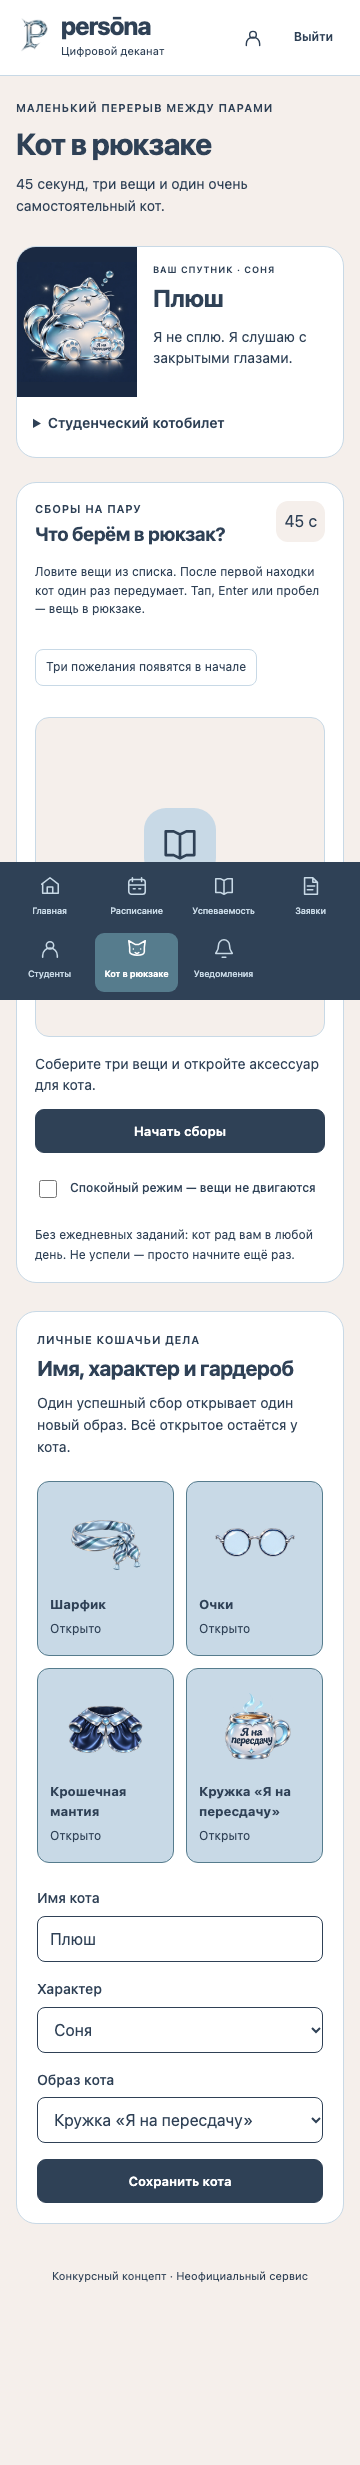 persōna
Цифровой деканат
Выйти
МАЛЕНЬКИЙ ПЕРЕРЫВ МЕЖДУ ПАРАМИ
Кот в рюкзаке
45 секунд, три вещи и один очень
самостоятельный кот.
ВАШ СПУТНИК · СОНЯ
Плюш
Я не сплю. Я слушаю с
закрытыми глазами.
Я на
пересдачу
▶ Студенческий котобилет
СБОРЫ НА ПАРУ
Что берём в рюкзак?
45 с
Ловите вещи из списка. После первой находки
кот один раз передумает. Тап, Enter или пробел
— вещь в рюкзаке.
Три пожелания появятся в начале
Главная
Расписание
Успеваемость
Заявки
Студенты
Кот в рюкзаке
Уведомления
Соберите три вещи и откройте аксессуар
для кота.
Начать сборы
Спокойный режим — вещи не двигаются
Без ежедневных заданий: кот рад вам в любой
день. Не успели — просто начните ещё раз.
ЛИЧНЫЕ КОШАЧЬИ ДЕЛА
Имя, характер и гардероб
Один успешный сбор открывает один
новый образ. Всё открытое остаётся у
кота.
Шарфик
Открыто
Очки
Открыто
Крошечная
мантия
Открыто
Я на
пересдачу
Кружка «Я на
пересдачу»
Открыто
Имя кота
Плюш
Характер
Соня
Образ кота
Кружка «Я на пересдачу»
Сохранить кота
Конкурсный концепт · Неофициальный сервис